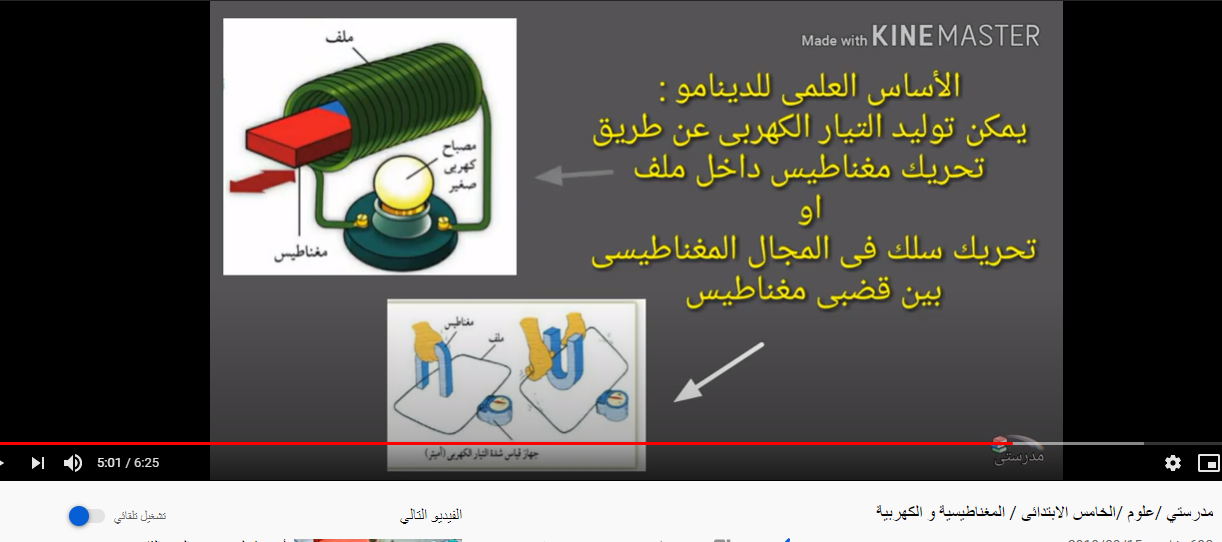 Made with KINEMASTER
ملف
مصباح
كهربى
صغير
مغناطيس
الأساس العلمى للدينامو :
يمكن توليد التيار الكهربى عن طريق
تحريك مغناطيس داخل ملف
او
تحريك سلك فى المجال المغناطيسى
بين قضبى مغناطيس
مغناطيس
ملف
جهاز قياس شدة التيار الكهربى (أميتر)
مدرستى
5:01 / 6:25
مدرستي /علوم /الخامس الابتدائى / المغناطيسية و الكهربية
الفيديو التالي
تشغيل تلقائي